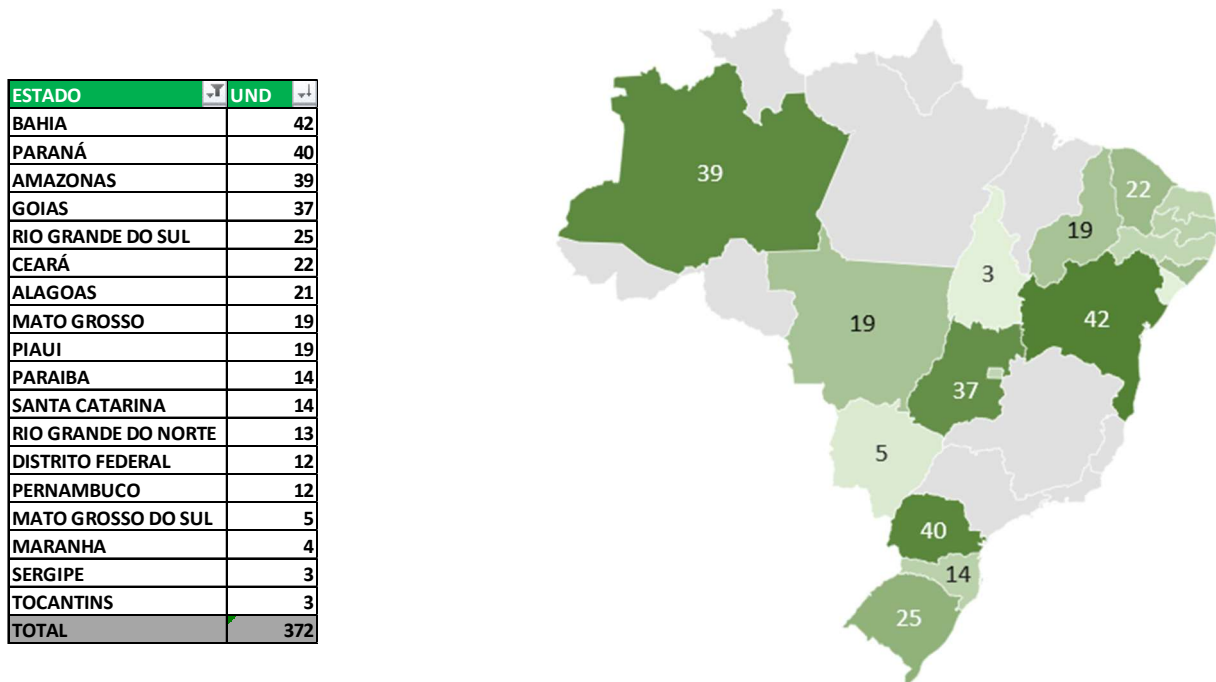 ESTADO UND
BAHIA 42
PARANÁ 40
AMAZONAS 39
GOIAS 37
RIO GRANDE DO SUL 25
CEARÁ 22
ALAGOAS 21
MATO GROSSO 19
PIAUI 19
PARAIBA 14
SANTA CATARINA 14
RIO GRANDE DO NORTE 13
DISTRITO FEDERAL 12
PERNAMBUCO 12
MATO GROSSO DO SUL 5
MARANHA 4
SERGIPE 3
TOCANTINS 3
TOTAL 372
39
22
19
3
42
19
37
5
40
14
25